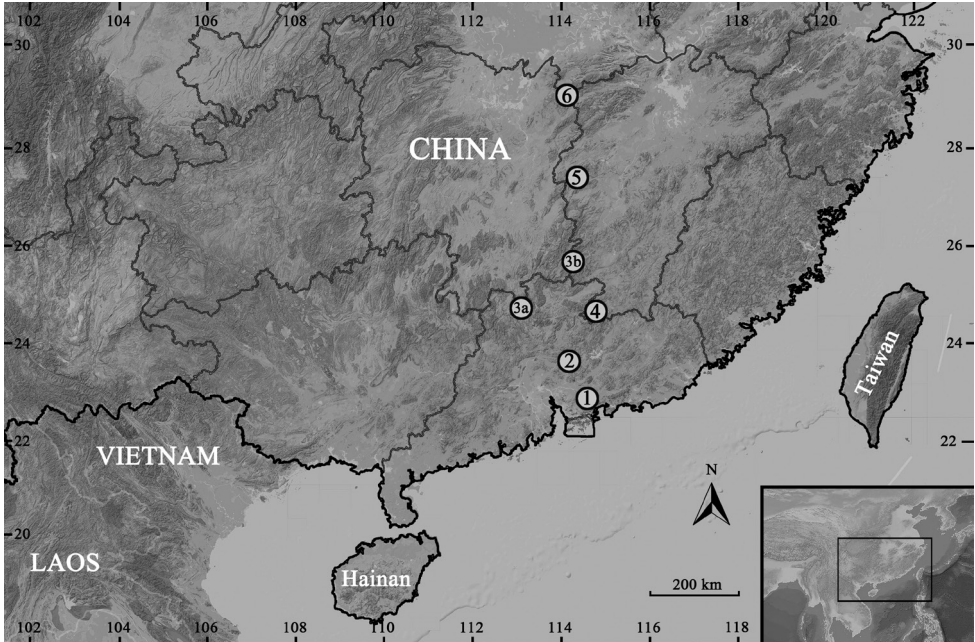 102 104 106 108 110 112 114 116 118 120 122
30 30
6
CHINA
28 28
5
26 26
3b
3a 4
24 24
2
Taiwan
1
22 22
VIETNAM
N
20
LAOS
Hainan
200 km
102 104 106 108 110 112 114 116 118